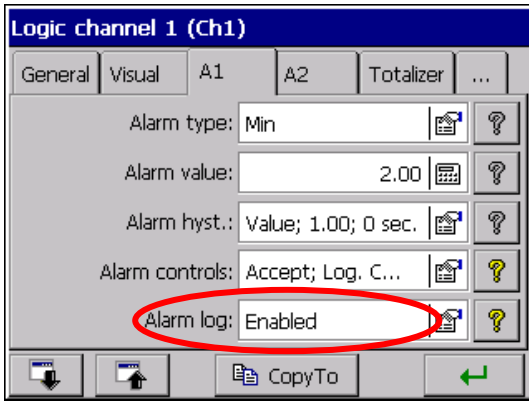 Logic channel 1 (Ch1)
General Visual A1 A2 Totalizer ...
Alarm type: Min ?
Alarm value: 2.00 ?
Alarm hyst.: Value; 1.00; 0 sec. ?
Alarm controls: Accept; Log. C... ?
Alarm log: Enabled ?
CopyTo